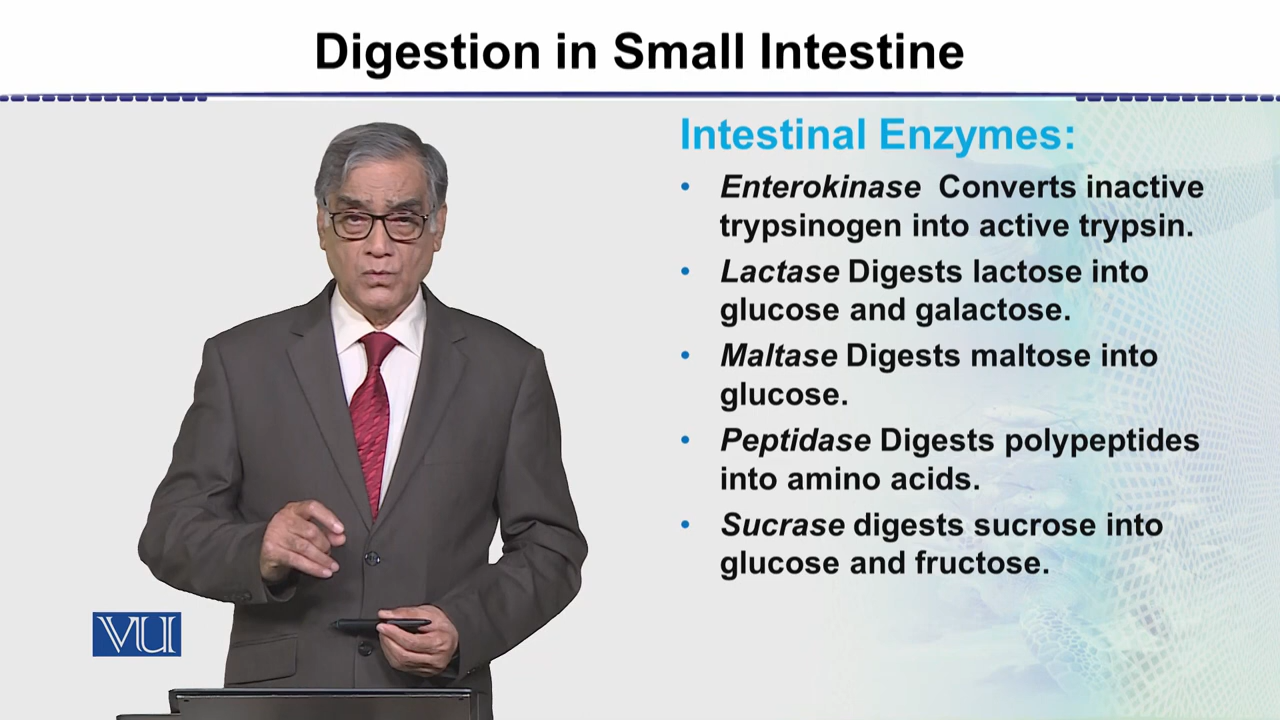 Digestion in Small Intestine
Intestinal Enzymes:
• Enterokinase Converts inactive
trypsinogen into active trypsin.
• Lactase Digests lactose into
glucose and galactose.
• Maltase Digests maltose into
glucose.
• Peptidase Digests polypeptides
into amino acids.
• Sucrase digests sucrose into
glucose and fructose.
VU